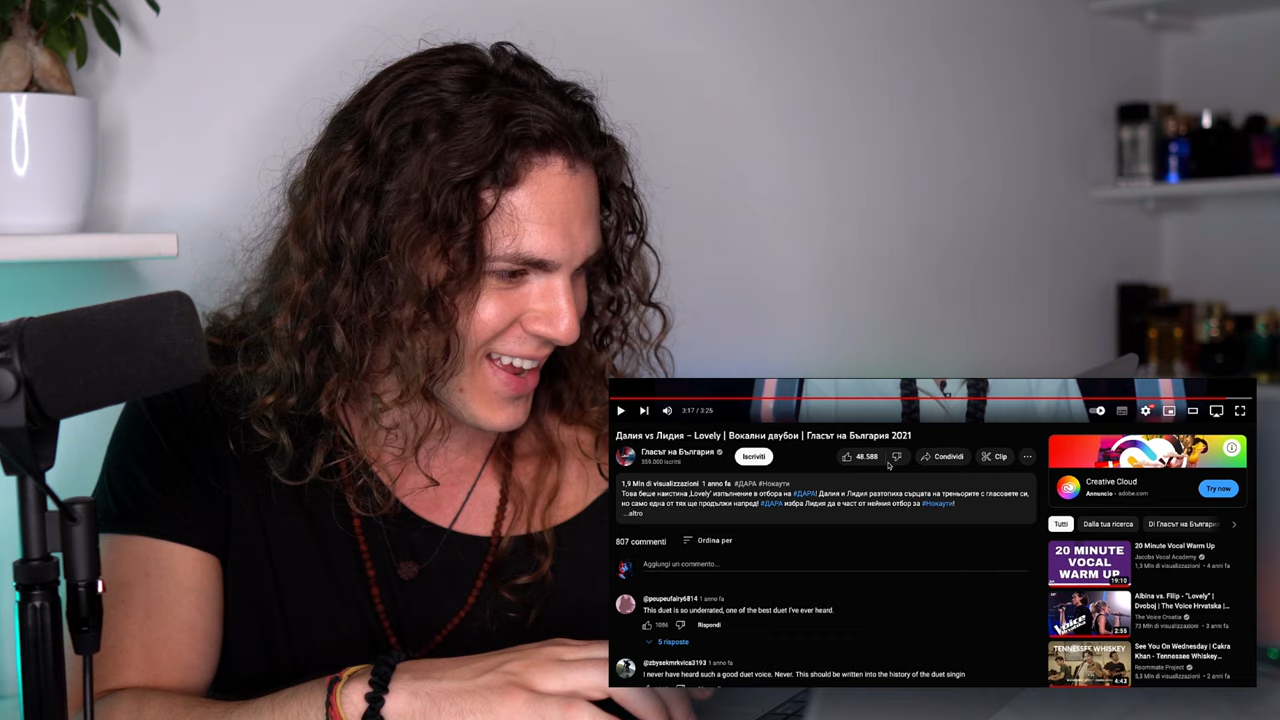 3:17 / 3:25
Далия vs Лидия – Lovely | Вокални двубои | Гласът на България 2021
Гласът на България
359.000 iscritti
Iscriviti
48.588
Condividi
Clip
1,9 Mln di visualizzazioni 1 anno fa #ДАРА #Нокаути
Това беше наистина ‚Lovely' изпълнение в отбора на #ДАРА! Далия и Лидия разтопиха сърцата на треньорите с гласовете си,
но само една от тях ще продължи напред! #ДАРА избра Лидия да е част от нейния отбор за #Нокаути!
...altro
807 commenti
Ordina per
Aggiungi un commento...
@peupeufairy6814 1 anno fa
This duet is so underrated, one of the best duet I've ever heard.
1086
Rispondi
5 risposte
@zbysekmrkvica3193 1 anno fa
I never have heard such a good duet voice. Never. This should be written into the history of the duet singin
Creative Cloud
Annuncio · adobe.com
Try now
Tutti
Dalla tua ricerca
Di Гласът на България
20 MINUTE
VOCAL
WARM UP
19:10
20 Minute Vocal Warm Up
Jacobs Vocal Academy
1,3 Mln di visualizzazioni · 4 anni fa
Voice
2:55
Albina vs. Filip - "Lovely" |
Dvoboj | The Voice Hrvatska |...
The Voice Croatia
73 Mln di visualizzazioni · 3 anni fa
TENNESSEE WHISKEY
4:43
See You On Wednesday | Cakra
Khan - Tennessee Whiskey...
Roommate Project
5,3 Mln di visualizzazioni · 2 anni fa